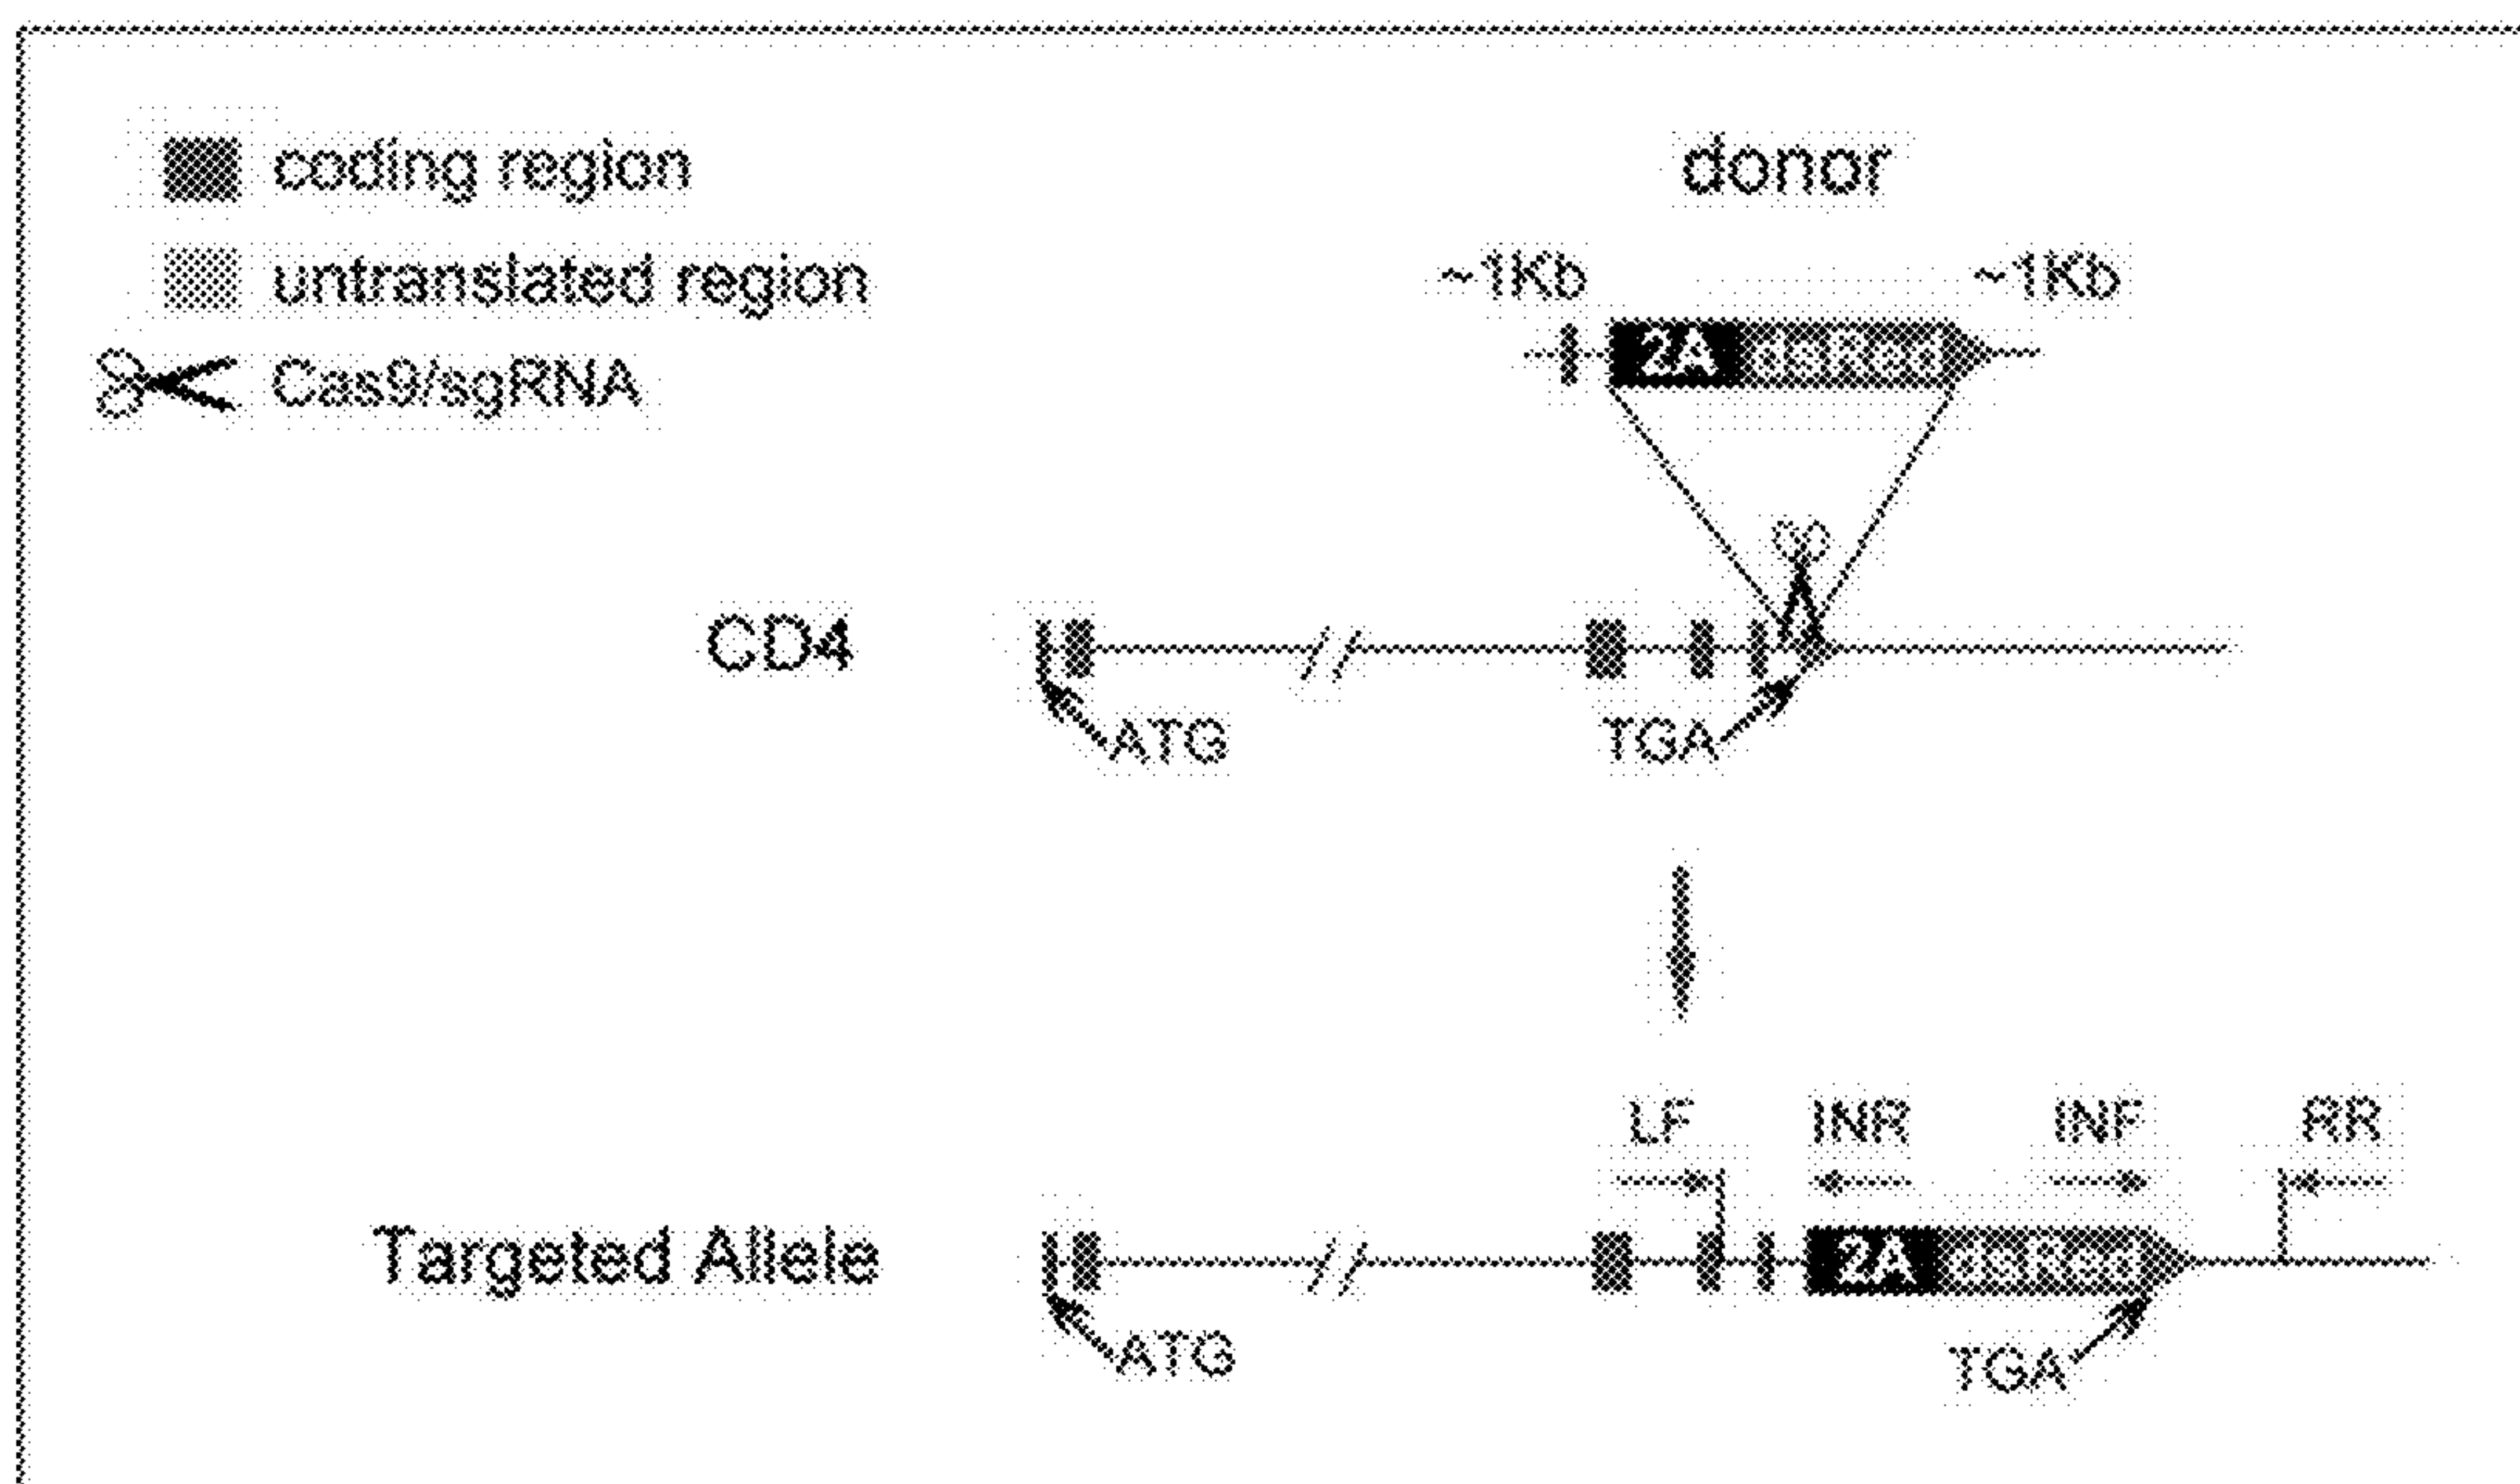 coding region
donor
untranslated region
~1Kb
~1Kb
Cas9/sgRNA
2A
CD4
ATG
TGA
LF
INR
INF
RR
Targeted Allele
2A
ATG
TGA